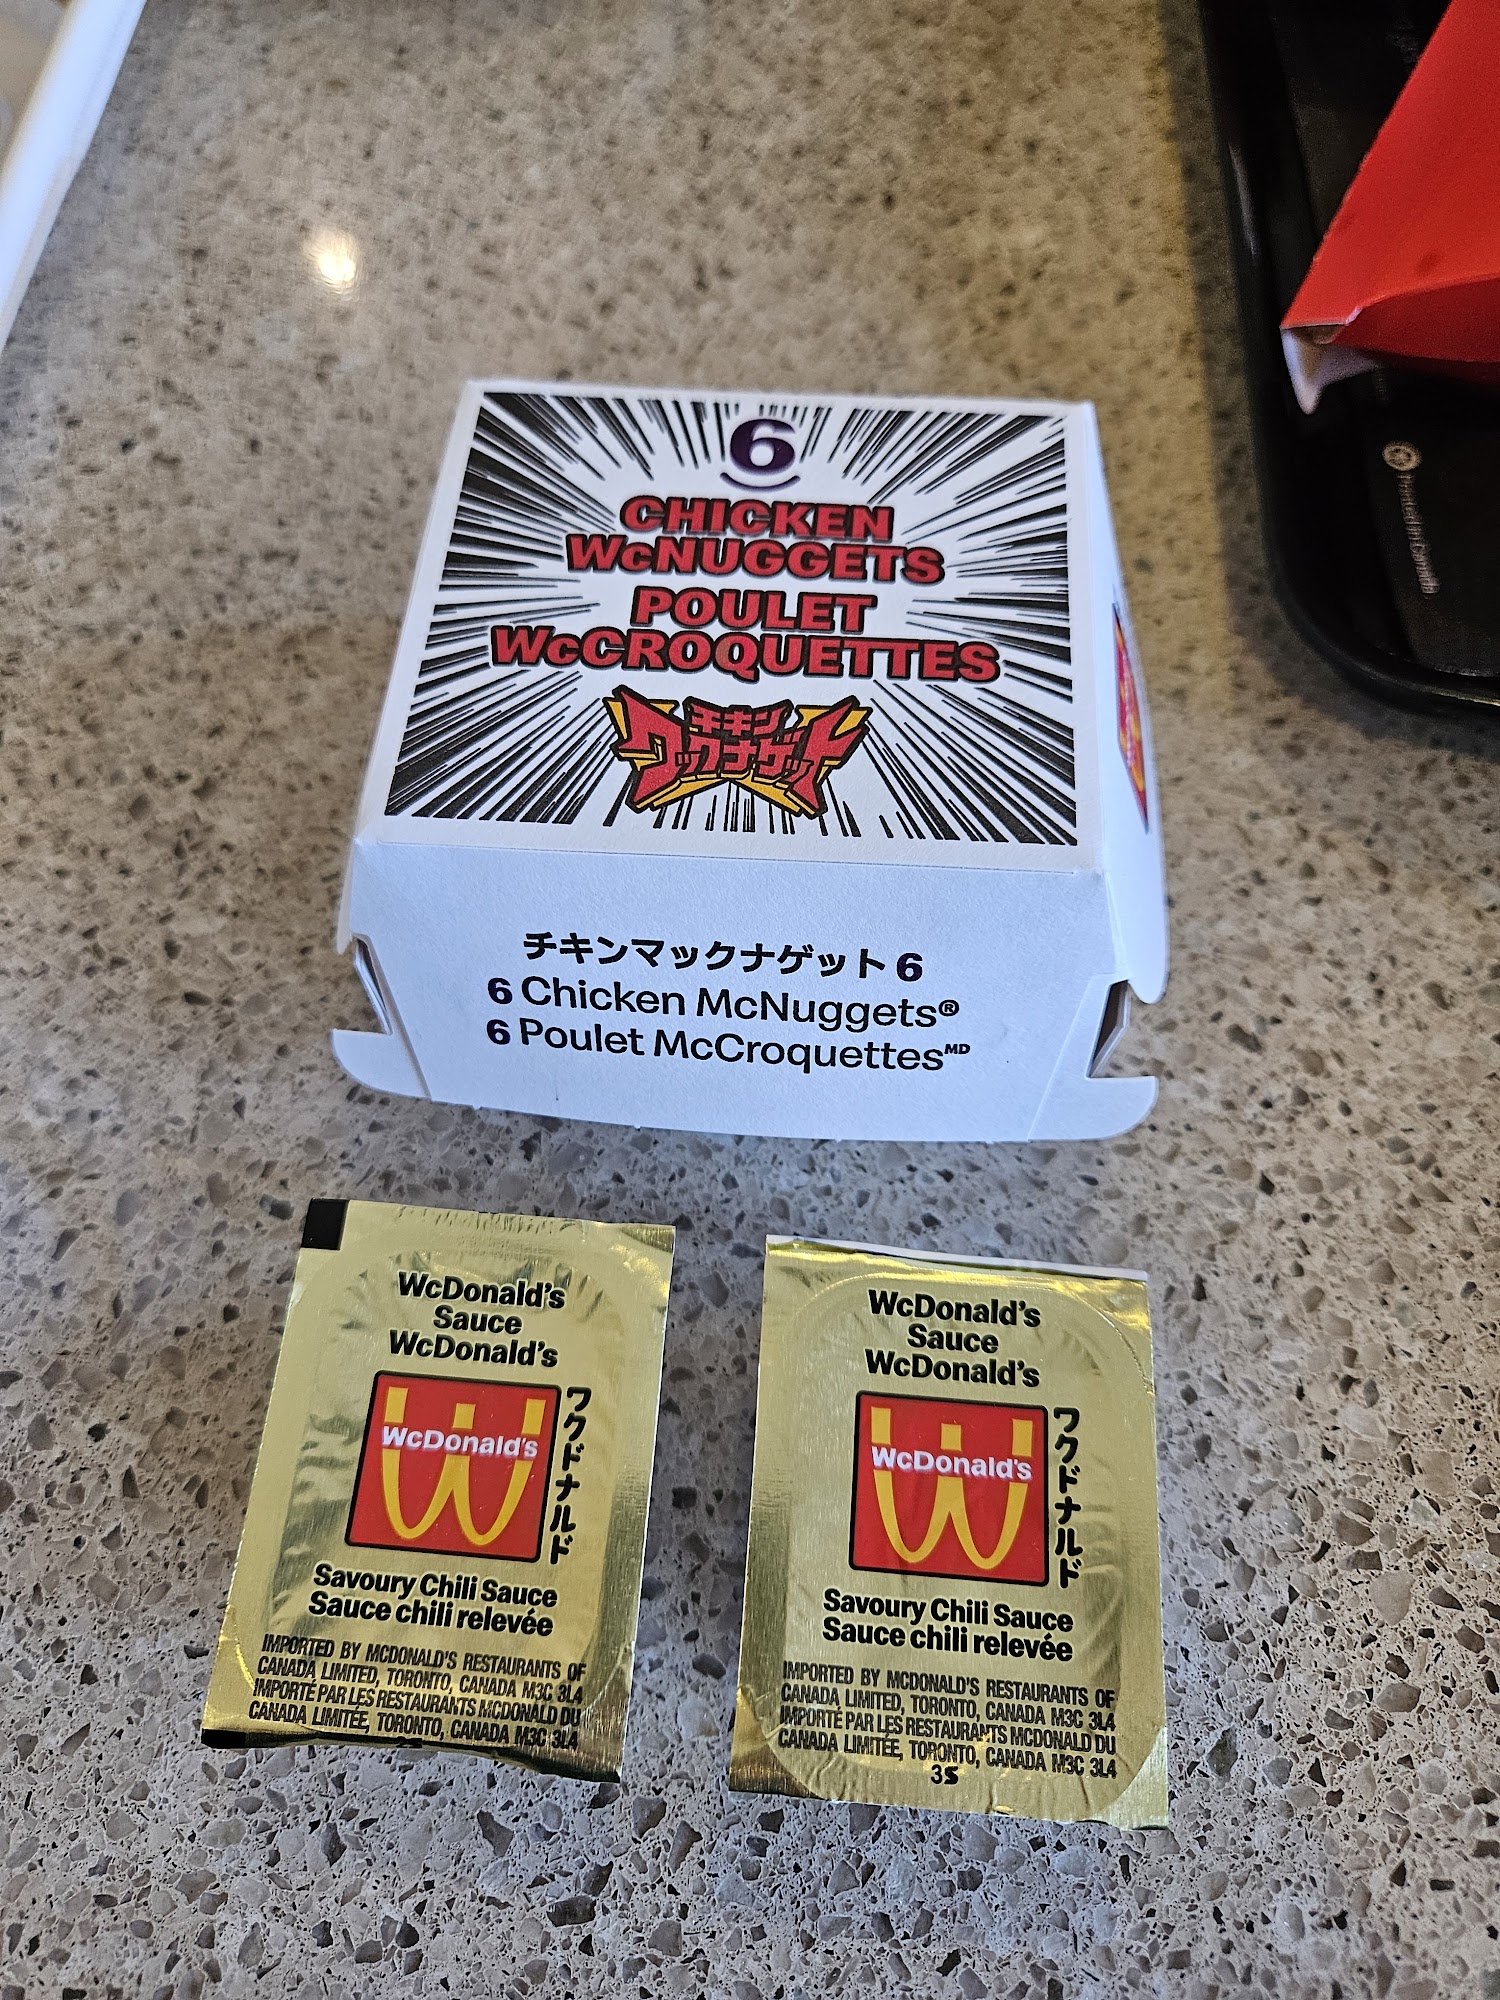 6
CHICKEN
WcNUGGETS
POULET
WcCROQUETTES
チキン
ワックナゲット
チキンマックナゲット 6
6 Chicken McNuggets®
6 Poulet McCroquettesMD
Printed in Canada
WcDonald's
Sauce
WcDonald's
WcDonald's
ワクドナルド
Savoury Chili Sauce
Sauce chili relevée
IMPORTED BY MCDONALD'S RESTAURANTS OF
CANADA LIMITED, TORONTO, CANADA M3C 3L4
IMPORTÉ PAR LES RESTAURANTS MCDONALD DU
CANADA LIMITÉE, TORONTO, CANADA M3C 3L4
WcDonald's
Sauce
WcDonald's
WcDonald's
ワクドナルド
Savoury Chili Sauce
Sauce chili relevée
IMPORTED BY MCDONALD'S RESTAURANTS OF
CANADA LIMITED, TORONTO, CANADA M3C 3L4
IMPORTÉ PAR LES RESTAURANTS MCDONALD DU
CANADA LIMITÉE, TORONTO, CANADA M3C 3L4
3S